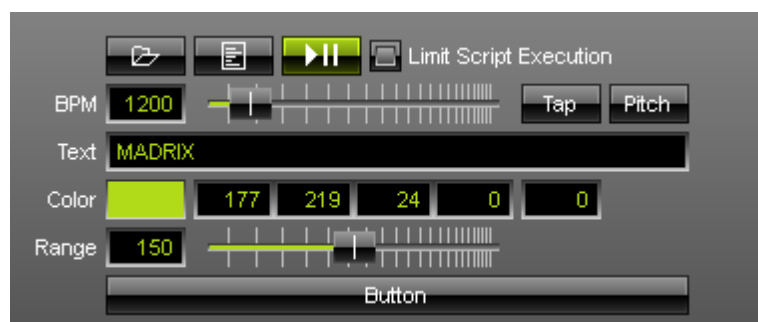 Limit Script Execution
BPM 1200 Tap Pitch
Text MADRIX
Color 177 219 24 0 0
Range 150
Button